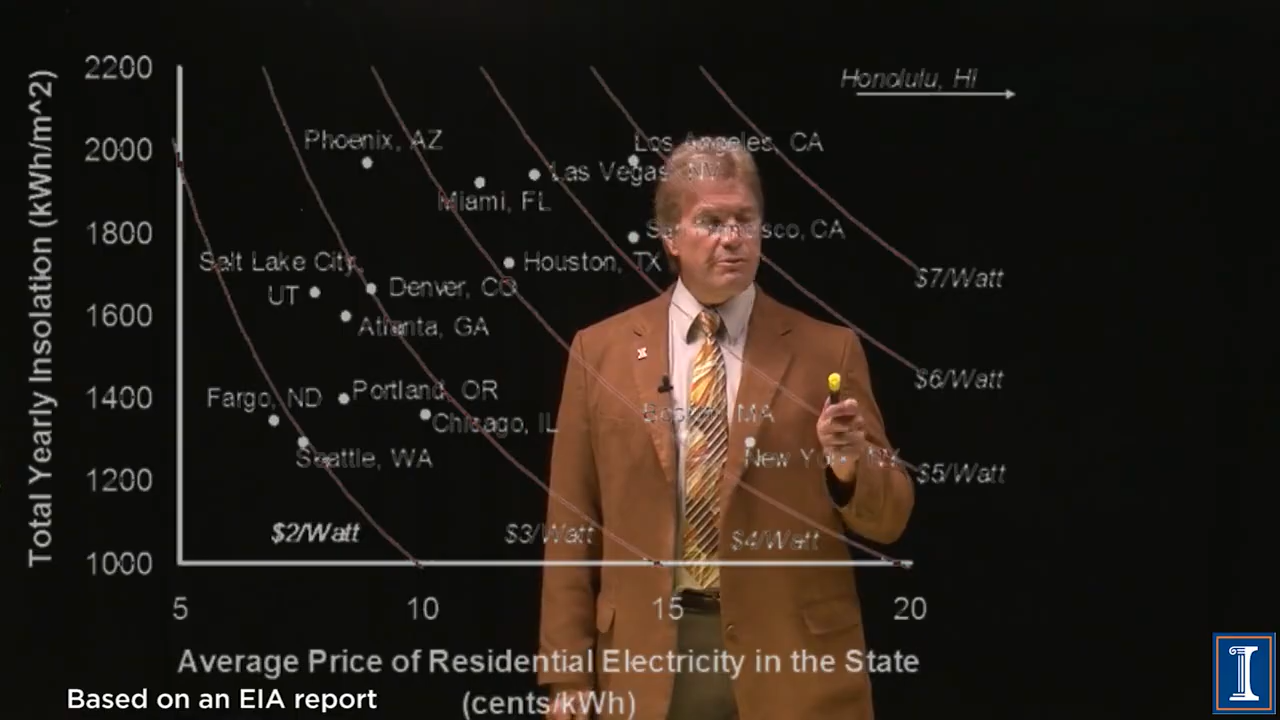 2200
2000
1800
1600
1400
1200
1000
Total Yearly Insolation (kWh/m^2)
Honolulu, HI
Phoenix, AZ
Los Angeles, CA
Las Vegas, NV
Miami, FL
CA
Salt Lake City,
UT
Houston, TX
Denver, CO
Atlanta, GA
$7/Watt
$6/Watt
Fargo, ND
Portland, OR
Chicago, IL
MA
Seattle, WA
New York, NY
$5/Watt
$2/Watt
$3/Watt
$4/Watt
5 10 15 20
Average Price of Residential Electricity in the State
(cents/kWh)
Based on an EIA report
I